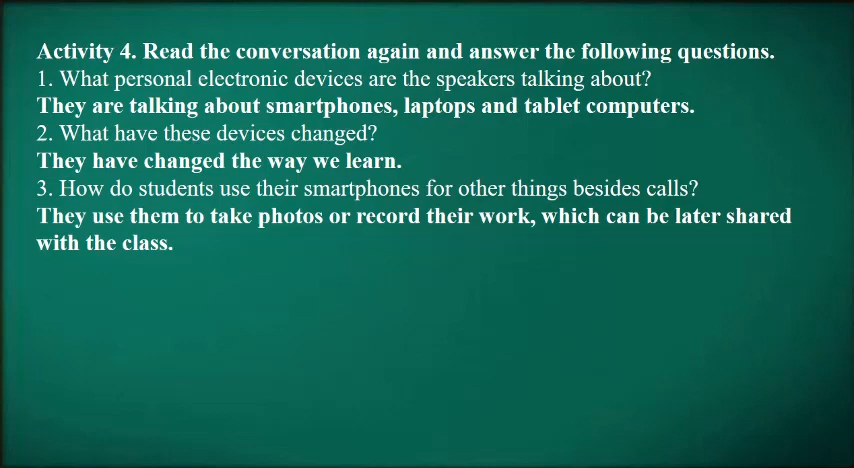 Activity 4. Read the conversation again and answer the following questions.
1. What personal electronic devices are the speakers talking about?
They are talking about smartphones, laptops and tablet computers.
2. What have these devices changed?
They have changed the way we learn.
3. How do students use their smartphones for other things besides calls?
They use them to take photos or record their work, which can be later shared
with the class.